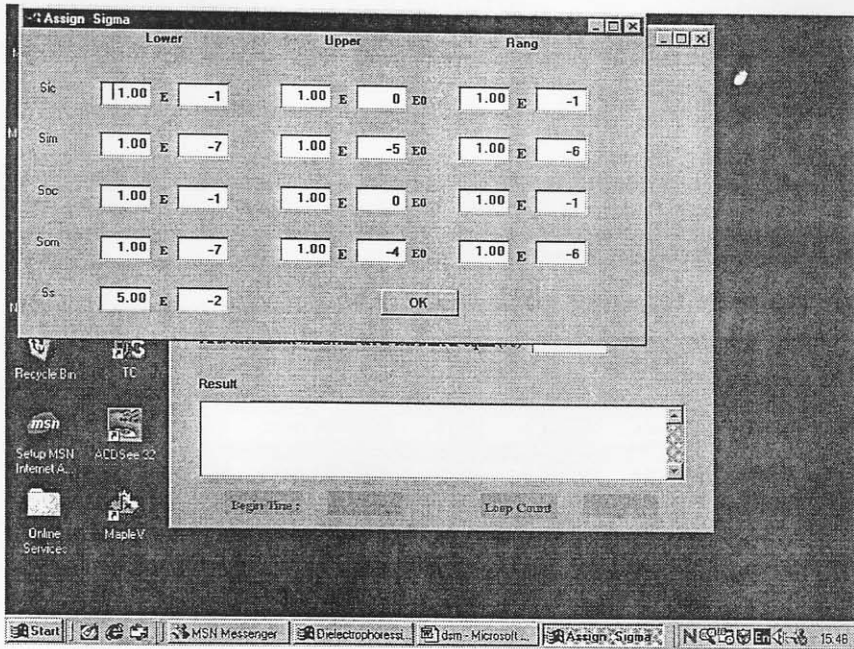 Assign Sigma
Lower Upper Rang
Sic 1.00 E -1 1.00 E 0 E0 1.00 E -1
Sim 1.00 E -7 1.00 E -5 E0 1.00 E -6
Soc 1.00 E -1 1.00 E 0 E0 1.00 E -1
Som 1.00 E -7 1.00 E -4 E0 1.00 E -6
Ss 5.00 E -2 OK
Recycle Bin TC
Result
msn
Setup MSN ACDSee 32
Internet A...
Begin Time : Loop Count
Online MapleV
Services
Start MSN Messenger Dielectrophoressi... dsm - Microsoft ... Assign Sigma N En 15:46